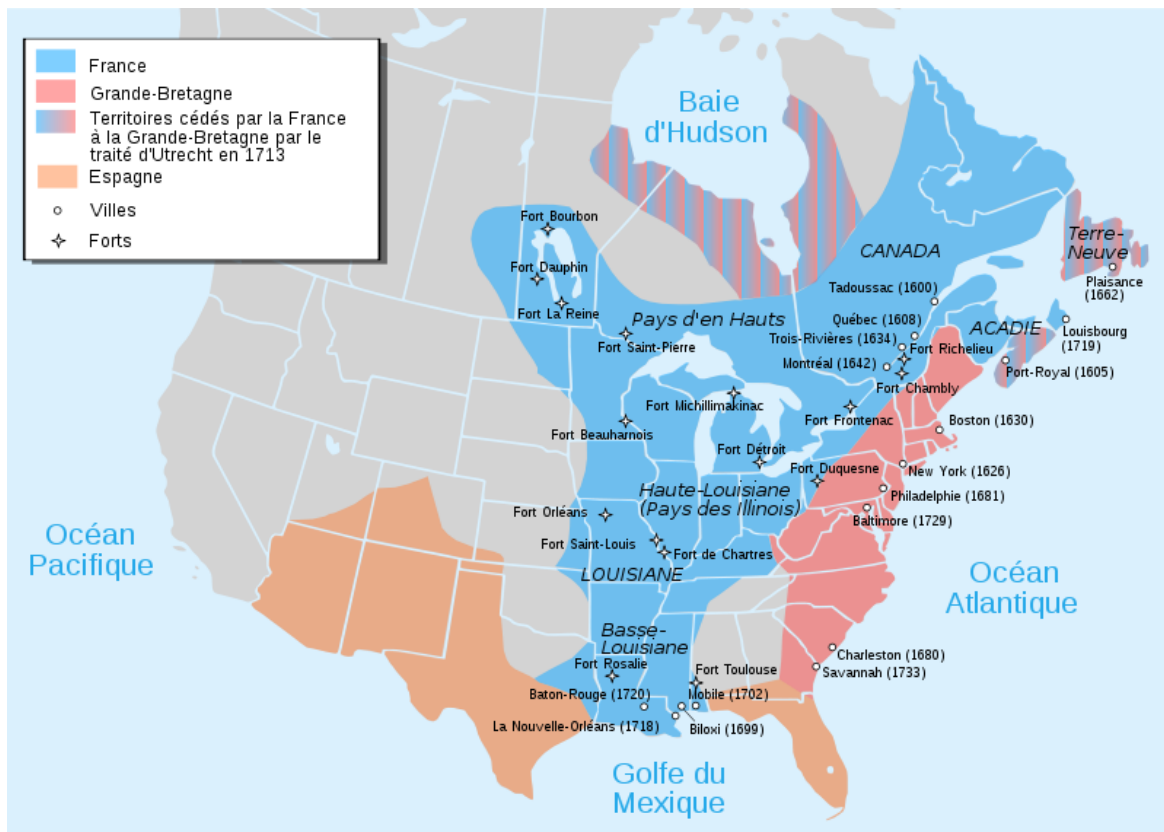 France
Grande-Bretagne
Territoires cédés par la France
à la Grande-Bretagne par le
traité d'Utrecht en 1713
Espagne
Villes
Forts
Baie
d'Hudson
Fort Bourbon
Fort Dauphin
Fort La Reine
CANADA
Terre-
Neuve
Plaisance
(1662)
Tadoussac (1600)
Pays d'en Hauts
Fort Saint-Pierre
Québec (1608)
ACADIE
Louisbourg
(1719)
Trois-Rivières (1634)
Fort Richelieu
Montréal (1642)
Port-Royal (1605)
Fort Chambly
Fort Michillimakinac
Fort Frontenac
Boston (1630)
Fort Beauharnois
Fort Détroit
Fort Duquesne
New York (1626)
Haute-Louisiane
(Pays des Illinois)
Philadelphie (1681)
Fort Orléans
Baltimore (1729)
Océan
Pacifique
Fort Saint-Louis
Fort de Chartres
LOUISIANE
Océan
Atlantique
Basse-
Louisiane
Fort Rosalie
Fort Toulouse
Charleston (1680)
Savannah (1733)
Baton-Rouge (1720)
Mobile (1702)
La Nouvelle-Orléans (1718)
Biloxi (1699)
Golfe du
Mexique